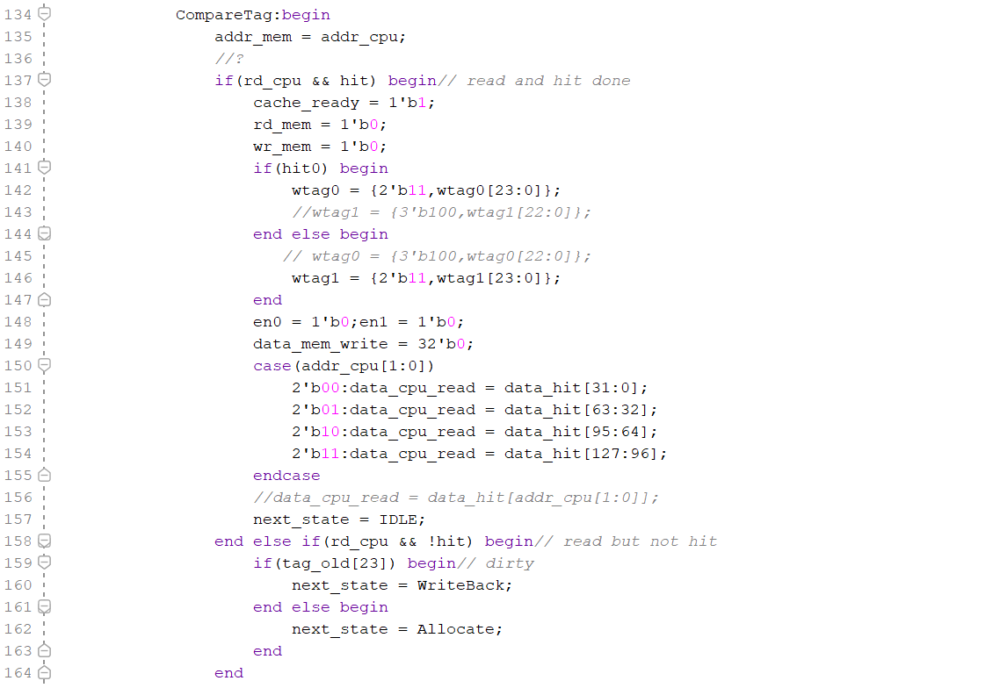 134 CompareTag:begin
135 addr_mem = addr_cpu;
136 //?
137 if(rd_cpu && hit) begin// read and hit done
138 cache_ready = 1'b1;
139 rd_mem = 1'b0;
140 wr_mem = 1'b0;
141 if(hit0) begin
142 wtag0 = {2'b11,wtag0[23:0]};
143 //wtag1 = {3'b100,wtag1[22:0]};
144 end else begin
145 // wtag0 = {3'b100,wtag0[22:0]};
146 wtag1 = {2'b11,wtag1[23:0]};
147 end
148 en0 = 1'b0;en1 = 1'b0;
149 data_mem_write = 32'b0;
150 case(addr_cpu[1:0])
151 2'b00:data_cpu_read = data_hit[31:0];
152 2'b01:data_cpu_read = data_hit[63:32];
153 2'b10:data_cpu_read = data_hit[95:64];
154 2'b11:data_cpu_read = data_hit[127:96];
155 endcase
156 //data_cpu_read = data_hit[addr_cpu[1:0]];
157 next_state = IDLE;
158 end else if(rd_cpu && !hit) begin// read but not hit
159 if(tag_old[23]) begin// dirty
160 next_state = WriteBack;
161 end else begin
162 next_state = Allocate;
163 end
164 end